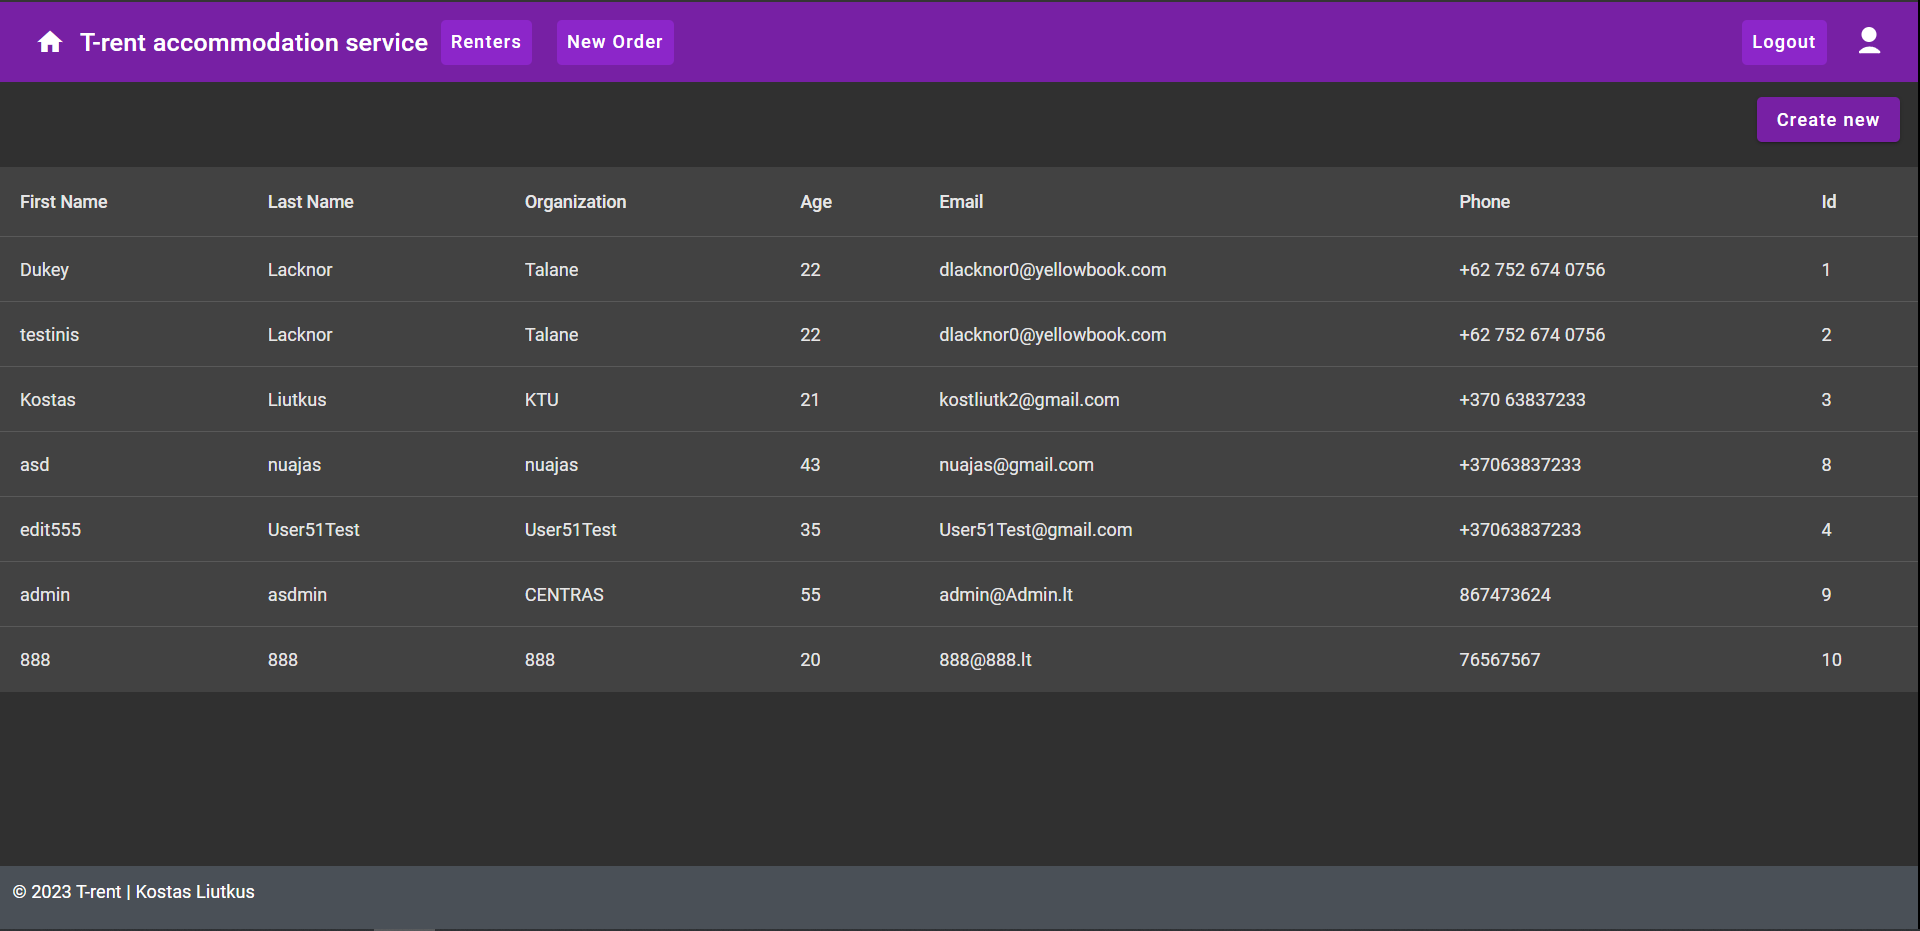 T-rent accommodation service Renters New Order Logout
Create new
First Name Last Name Organization Age Email Phone Id
Dukey Lacknor Talane 22 dlacknor0@yellowbook.com +62 752 674 0756 1
testinis Lacknor Talane 22 dlacknor0@yellowbook.com +62 752 674 0756 2
Kostas Liutkus KTU 21 kostliutk2@gmail.com +370 63837233 3
asd nuajas nuajas 43 nuajas@gmail.com +37063837233 8
edit555 User51Test User51Test 35 User51Test@gmail.com +37063837233 4
admin asdmin CENTRAS 55 admin@Admin.lt 867473624 9
888 888 888 20 888@888.lt 76567567 10
© 2023 T-rent | Kostas Liutkus